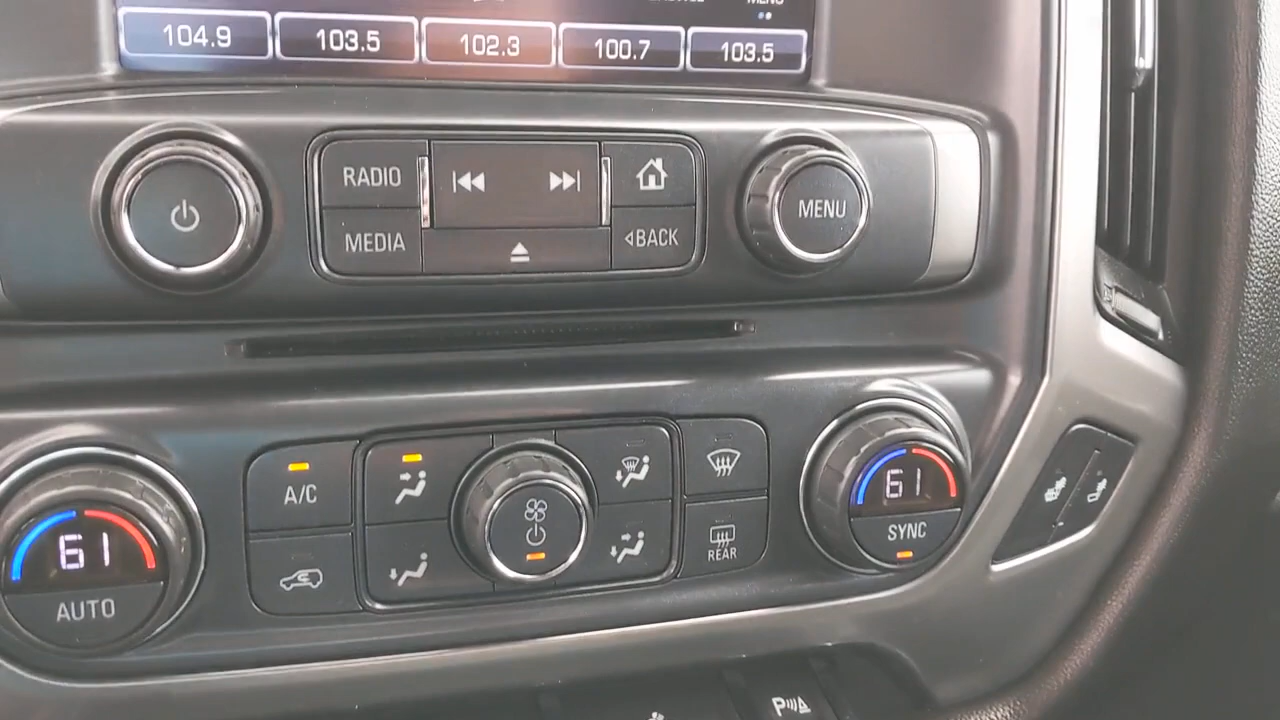 104.9 103.5 102.3 100.7 103.5
RADIO
MEDIA
BACK
MENU
A/C
61
AUTO
REAR
61
SYNC
P